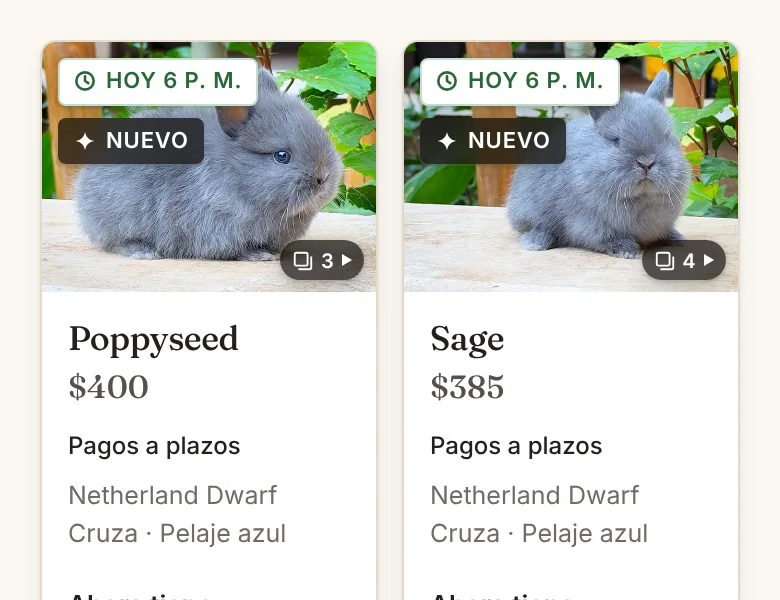 HOY 6 P. M.
NUEVO
3
Poppyseed
$400
Pagos a plazos
Netherland Dwarf
Cruza · Pelaje azul
HOY 6 P. M.
NUEVO
4
Sage
$385
Pagos a plazos
Netherland Dwarf
Cruza · Pelaje azul